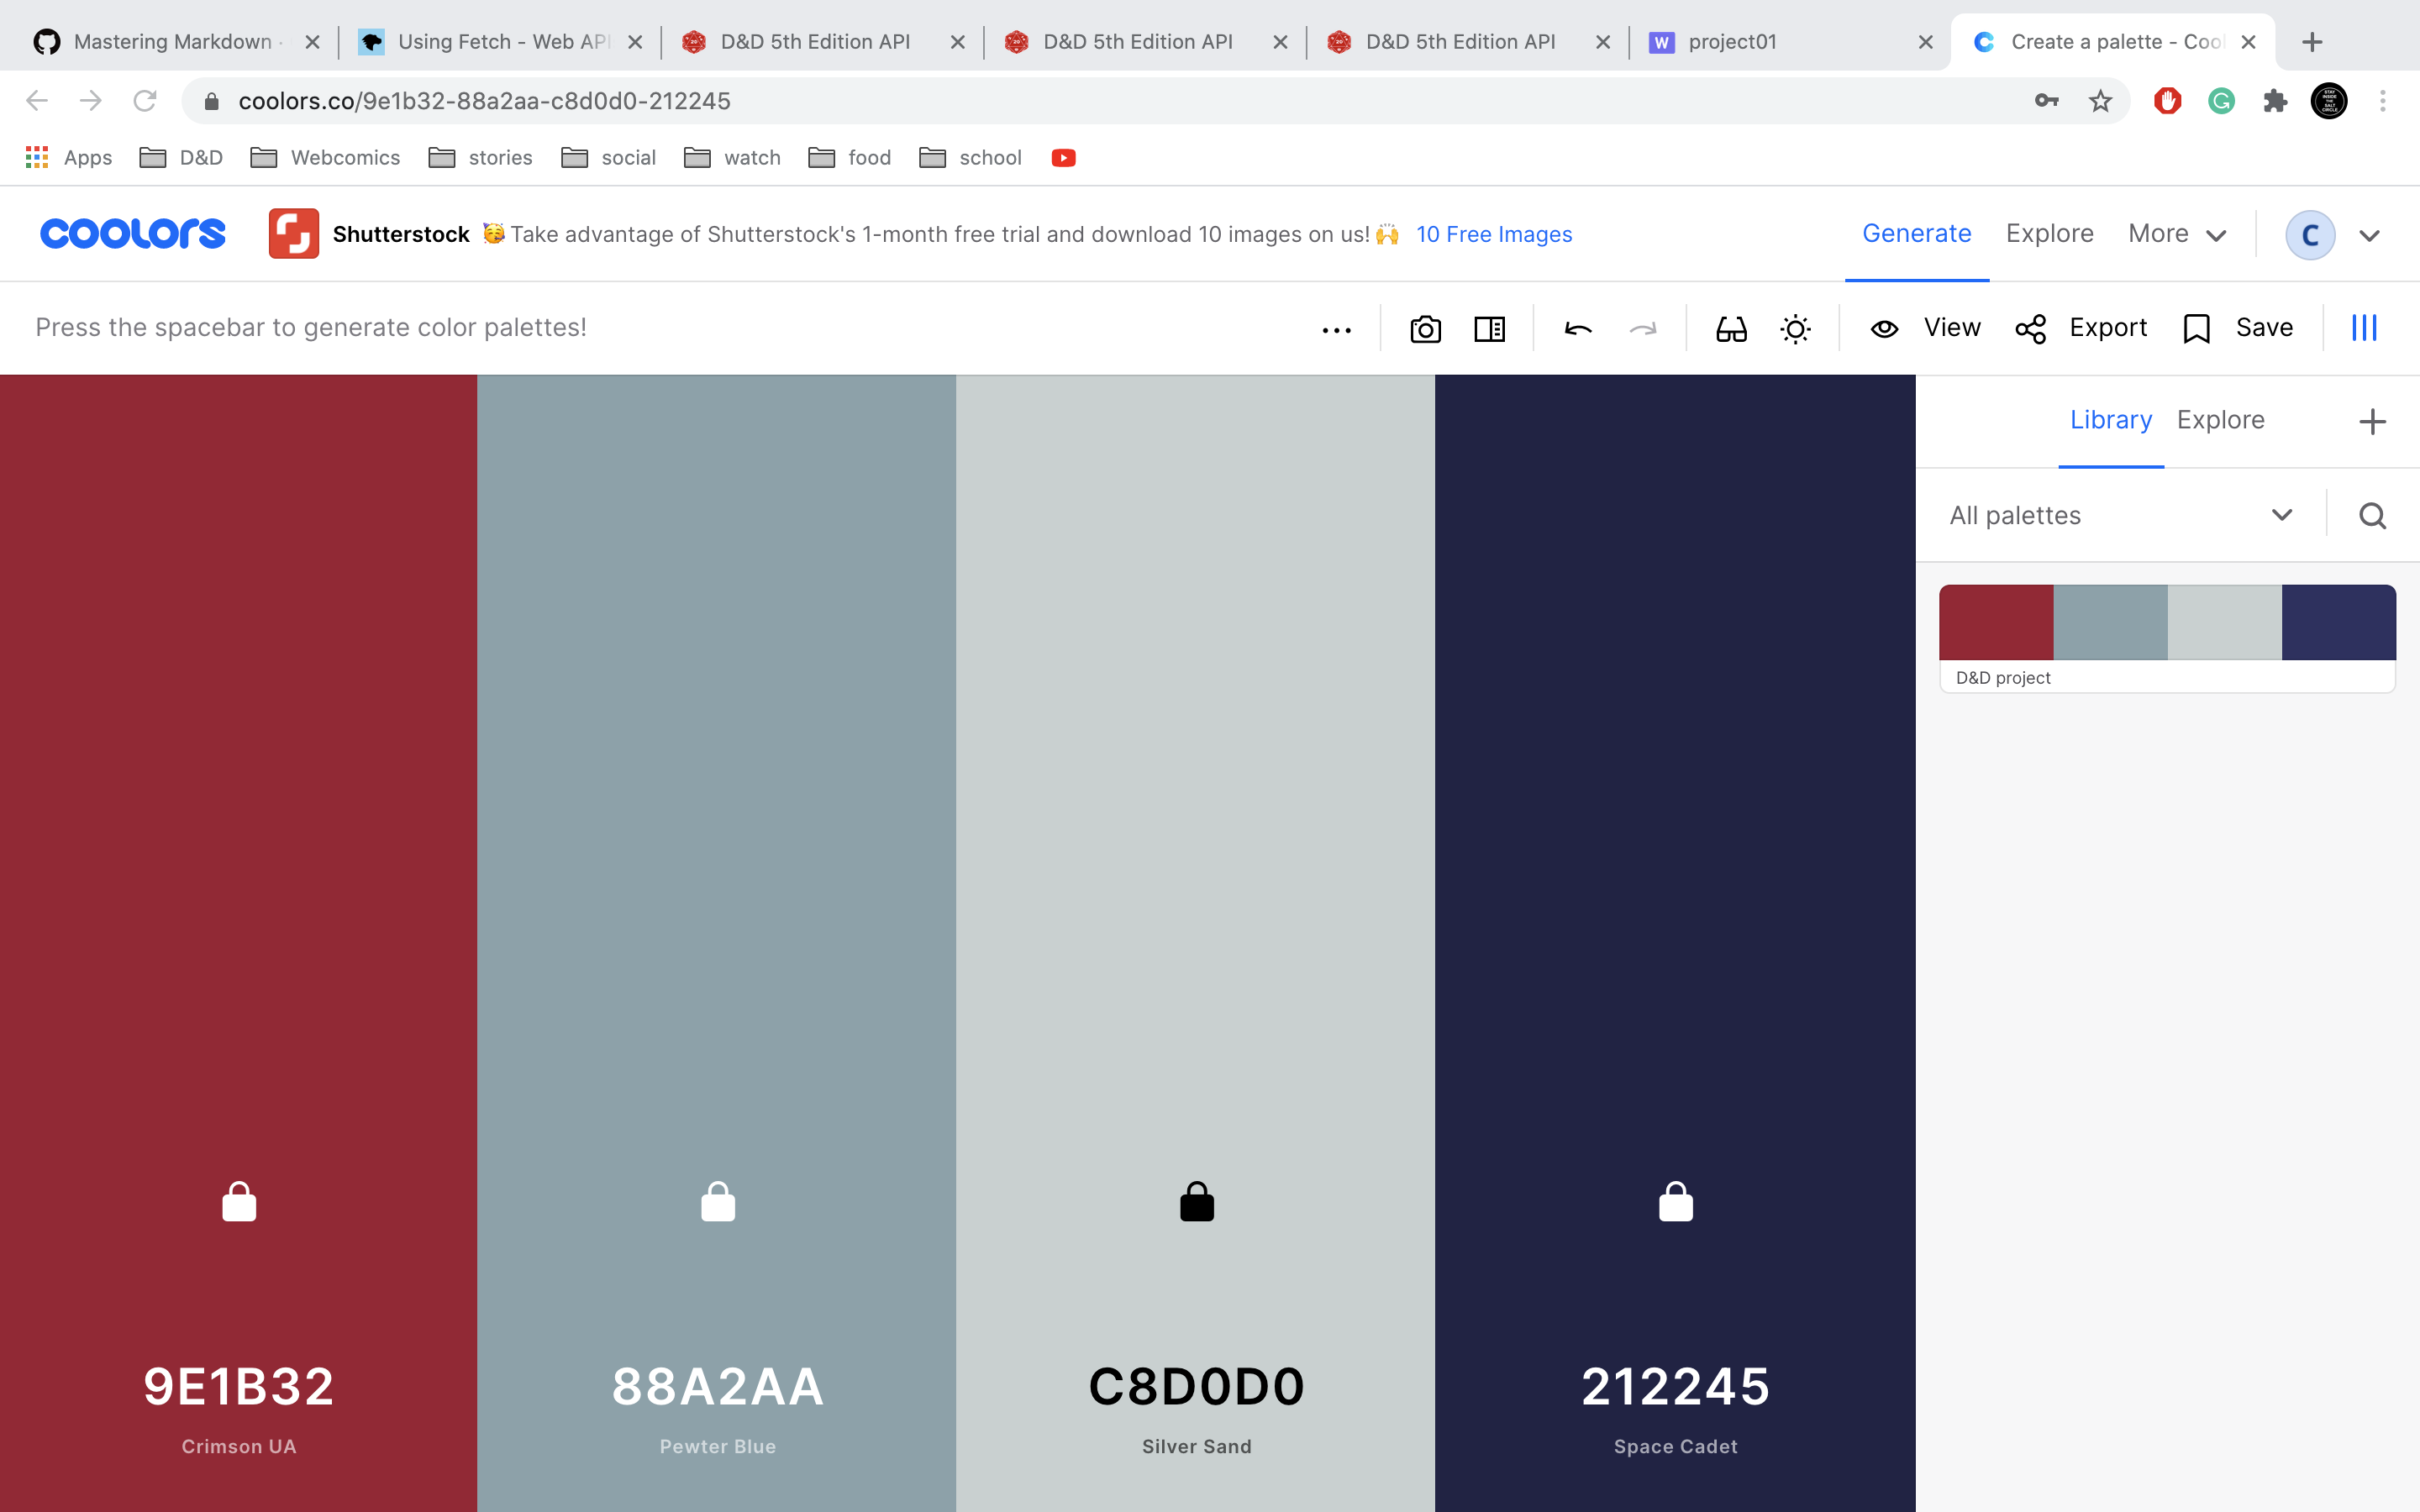 Mastering Markdown ·
Using Fetch - Web API
D&D 5th Edition API
D&D 5th Edition API
D&D 5th Edition API
W project01
Create a palette - Cool
coolors.co/9e1b32-88a2aa-c8d0d0-212245
Apps D&D Webcomics stories social watch food school
coolors
Shutterstock 🥳 Take advantage of Shutterstock's 1-month free trial and download 10 images on us! 🙌 10 Free Images
Generate Explore More C
Press the spacebar to generate color palettes!
View Export Save
Library Explore
All palettes
D&D project
9E1B32
Crimson UA
88A2AA
Pewter Blue
C8D0D0
Silver Sand
212245
Space Cadet